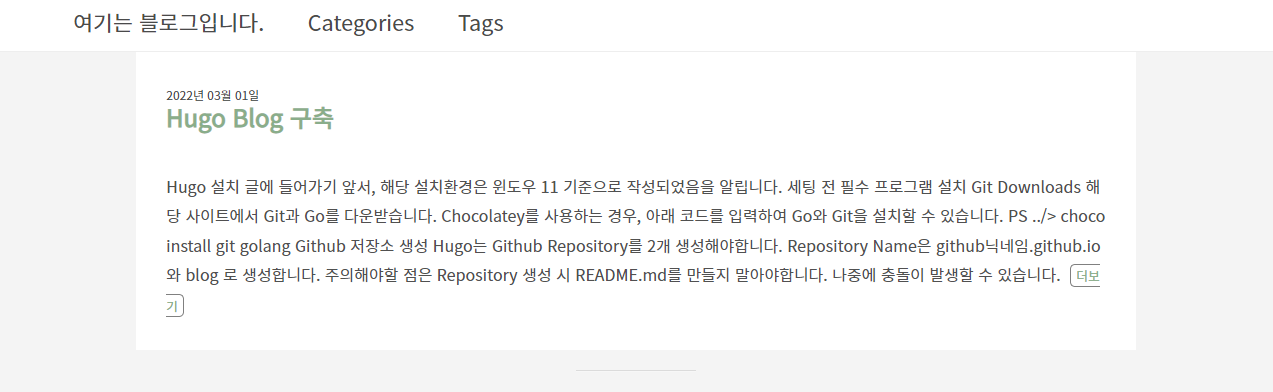 여기는 블로그입니다. Categories Tags
2022년 03월 01일
Hugo Blog 구축
Hugo 설치 글에 들어가기 앞서, 해당 설치환경은 윈도우 11 기준으로 작성되었음을 알립니다. 세팅 전 필수 프로그램 설치 Git Downloads 해
당 사이트에서 Git과 Go를 다운받습니다. Chocolatey를 사용하는 경우, 아래 코드를 입력하여 Go와 Git을 설치할 수 있습니다. PS ../> choco
install git golang Github 저장소 생성 Hugo는 Github Repository를 2개 생성해야합니다. Repository Name은 github닉네임.github.io
와 blog 로 생성합니다. 주의해야할 점은 Repository 생성 시 README.md를 만들지 말아야합니다. 나중에 충돌이 발생할 수 있습니다. 더보
기